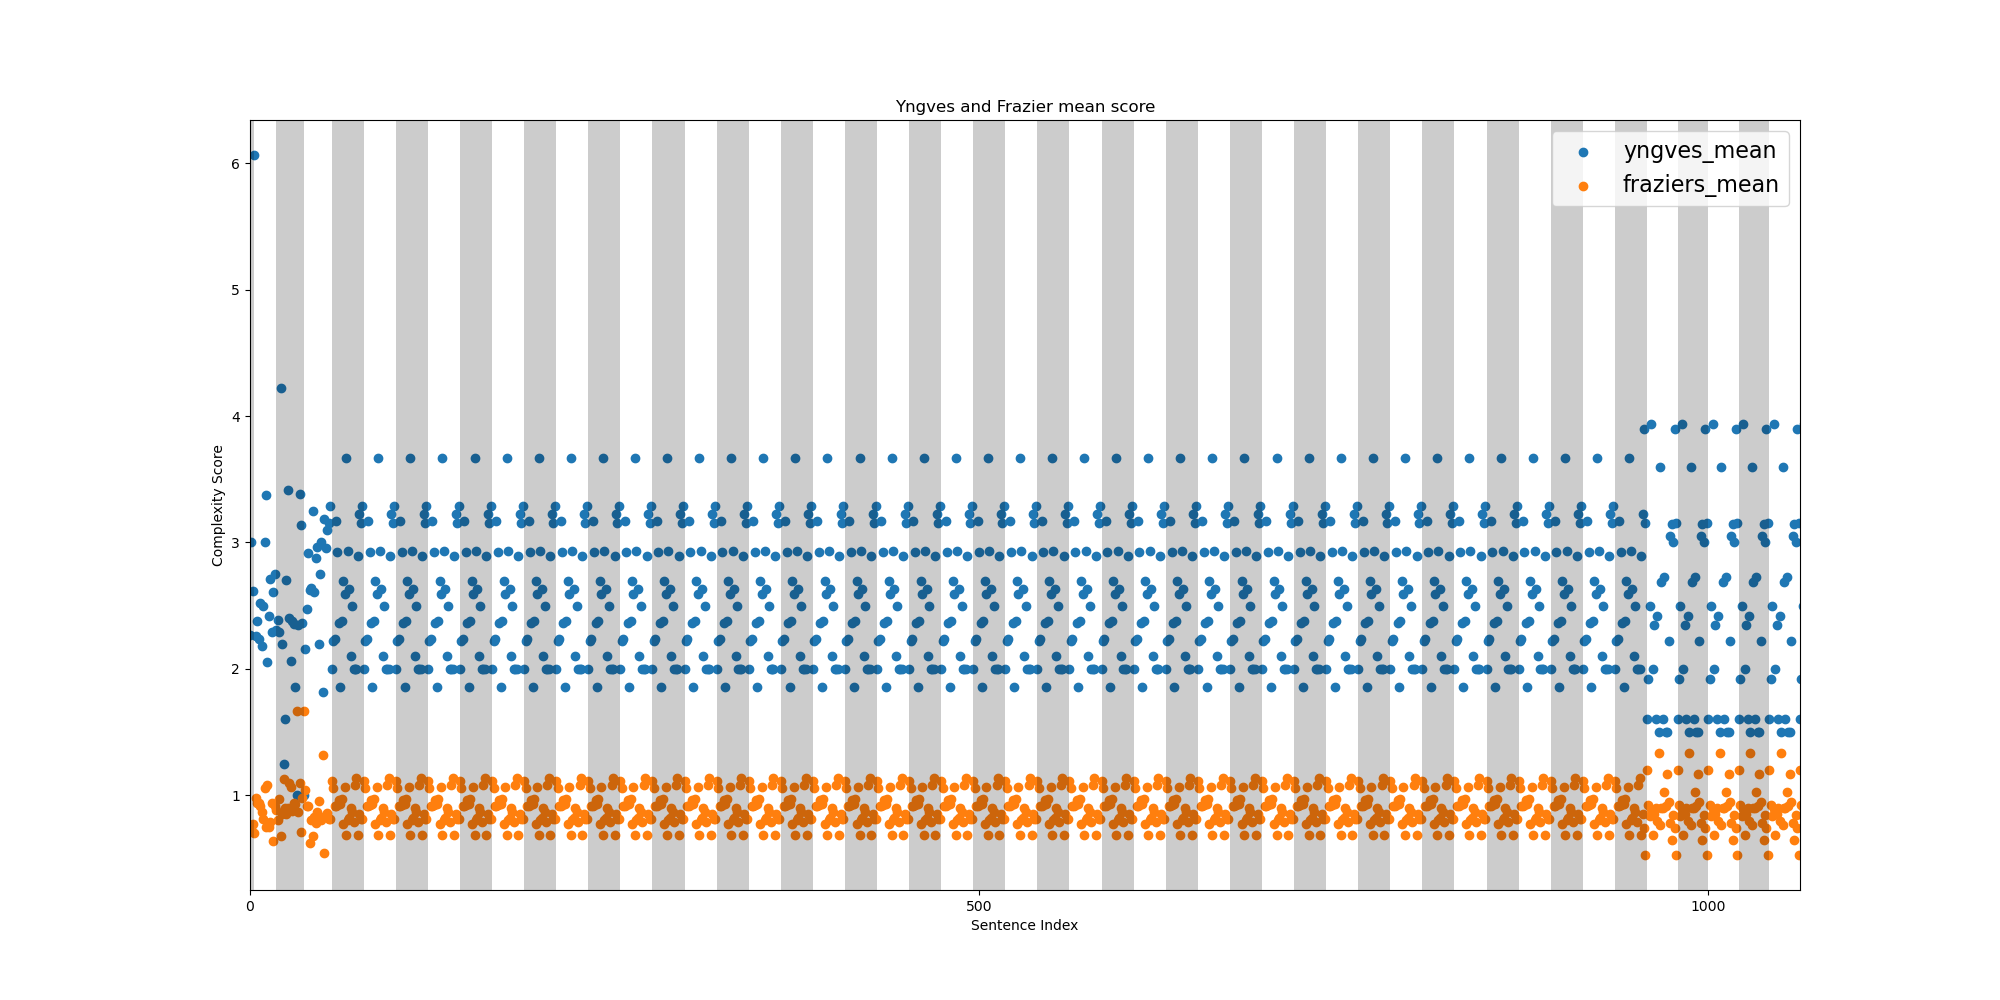 Yngves and Frazier mean score
yngves_mean
fraziers_mean
6
5
4
3
2
1
Complexity Score
0
500
1000
Sentence Index